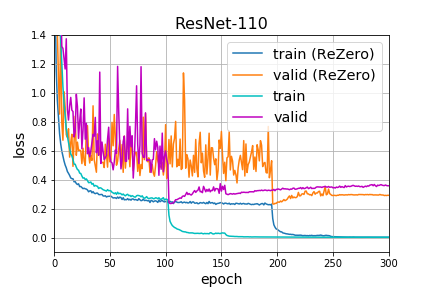 ResNet-110
1.4
1.2
1.0
0.8
0.6
0.4
0.2
0.0
loss
train (ReZero)
valid (ReZero)
train
valid
0 50 100 150 200 250 300
epoch